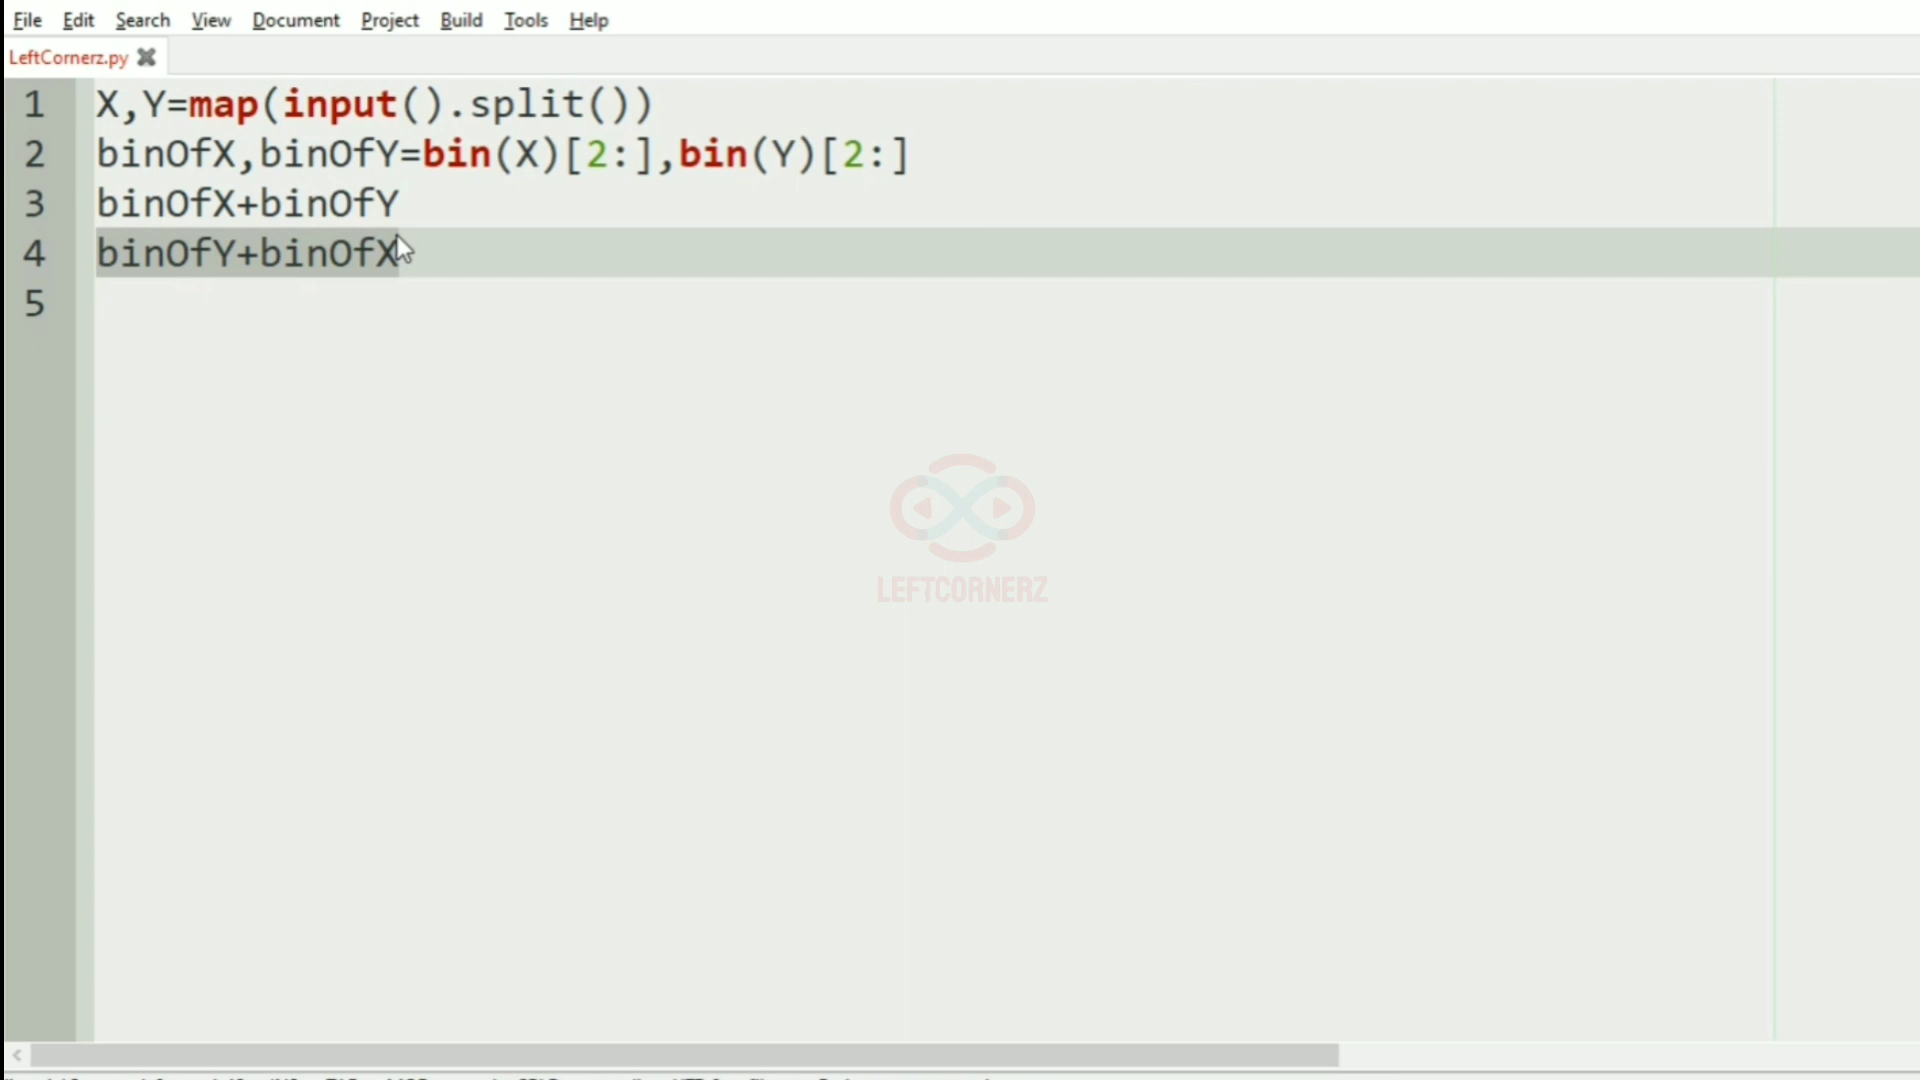 File Edit Search View Document Project Build Tools Help
LeftCornerz.py
1 X,Y=map(input().split())
2 binOfX,binOfY=bin(X)[2:],bin(Y)[2:]
3 binOfX+binOfY
4 binOfY+binOfX
5
LEFTCORNERZ